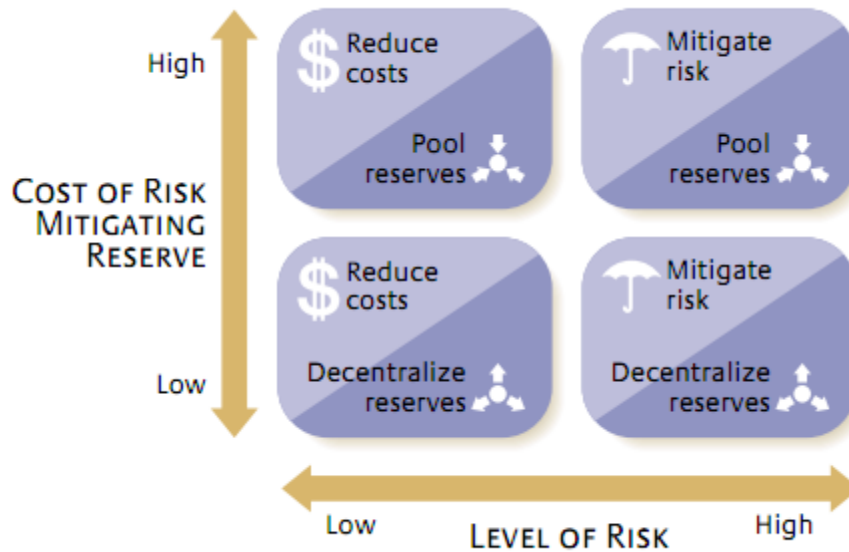 High
Reduce
costs
Pool
reserves
Mitigate
risk
Pool
reserves
COST OF RISK
MITIGATING
RESERVE
Low
Reduce
costs
Decentralize
reserves
Mitigate
risk
Decentralize
reserves
Low
LEVEL OF RISK
High